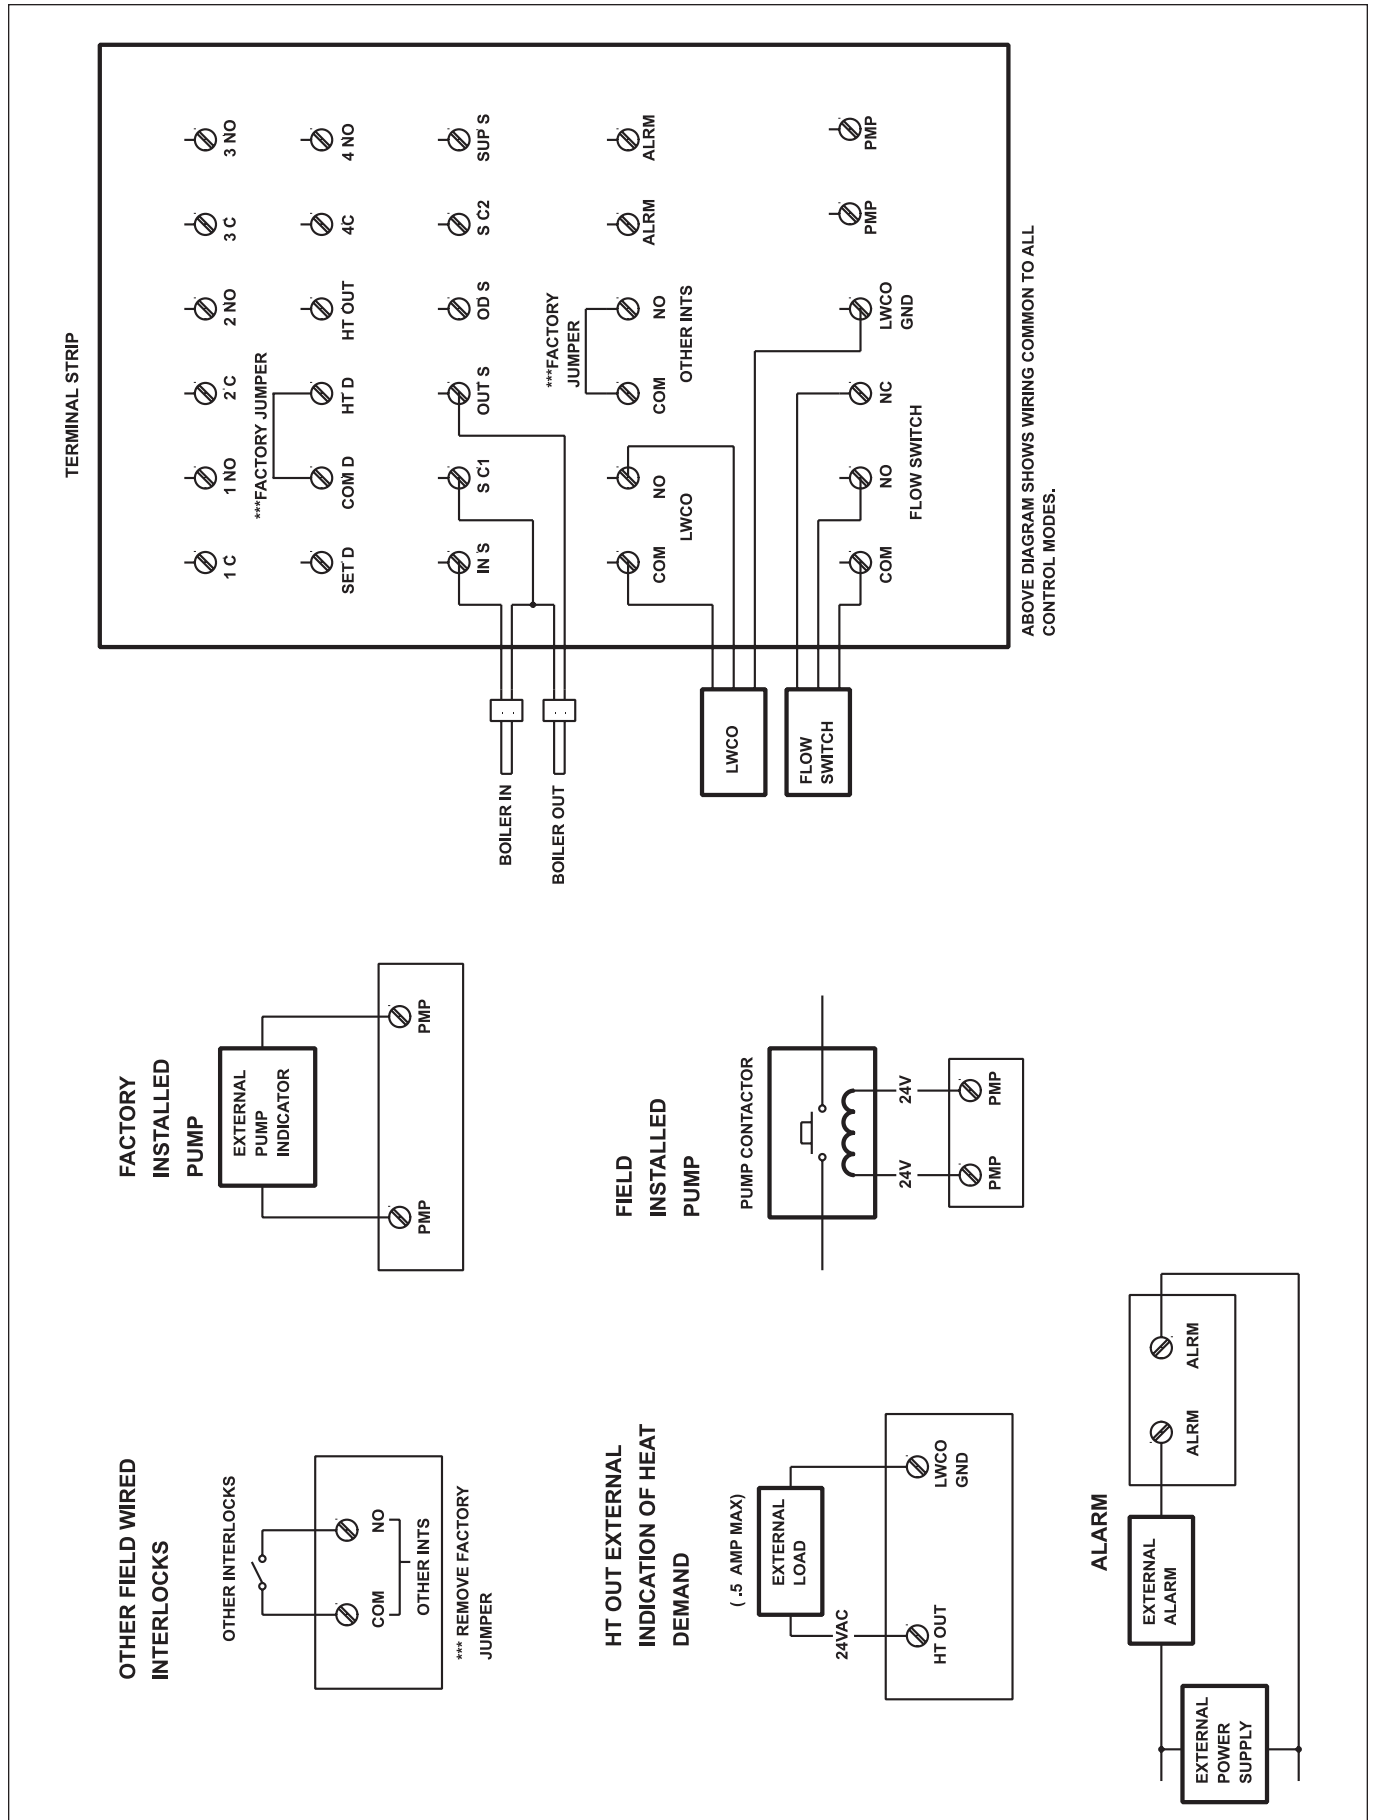 OTHER FIELD WIRED
INTERLOCKS
OTHER INTERLOCKS
COM
NO
OTHER INTS
*** REMOVE FACTORY
JUMPER
FACTORY
INSTALLED
PUMP
EXTERNAL
PUMP
INDICATOR
PMP
PMP
TERMINAL STRIP
1 C
1 NO
2 C
2 NO
3 C
3 NO
***FACTORY JUMPER
SET D
COM D
HT D
HT OUT
4C
4 NO
IN S
S C1
OUT S
OD S
S C2
SUP S
BOILER IN
BOILER OUT
***FACTORY
JUMPER
COM
NO
LWCO
COM
NO
OTHER INTS
ALRM
ALRM
LWCO
FLOW
SWITCH
COM
NO
NC
FLOW SWITCH
LWCO
GND
PMP
PMP
ABOVE DIAGRAM SHOWS WIRING COMMON TO ALL
CONTROL MODES.
HT OUT EXTERNAL
INDICATION OF HEAT
DEMAND
( .5 AMP MAX)
EXTERNAL
LOAD
24VAC
HT OUT
LWCO
GND
FIELD
INSTALLED
PUMP
PUMP CONTACTOR
24V
24V
PMP
PMP
ALARM
EXTERNAL
ALARM
ALRM
ALRM
EXTERNAL
POWER
SUPPLY